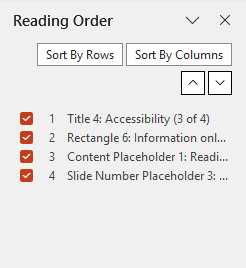 Reading Order
Sort By Rows Sort By Columns
1 Title 4: Accessibility (3 of 4)
2 Rectangle 6: Information onl...
3 Content Placeholder 1: Readi...
4 Slide Number Placeholder 3: ...